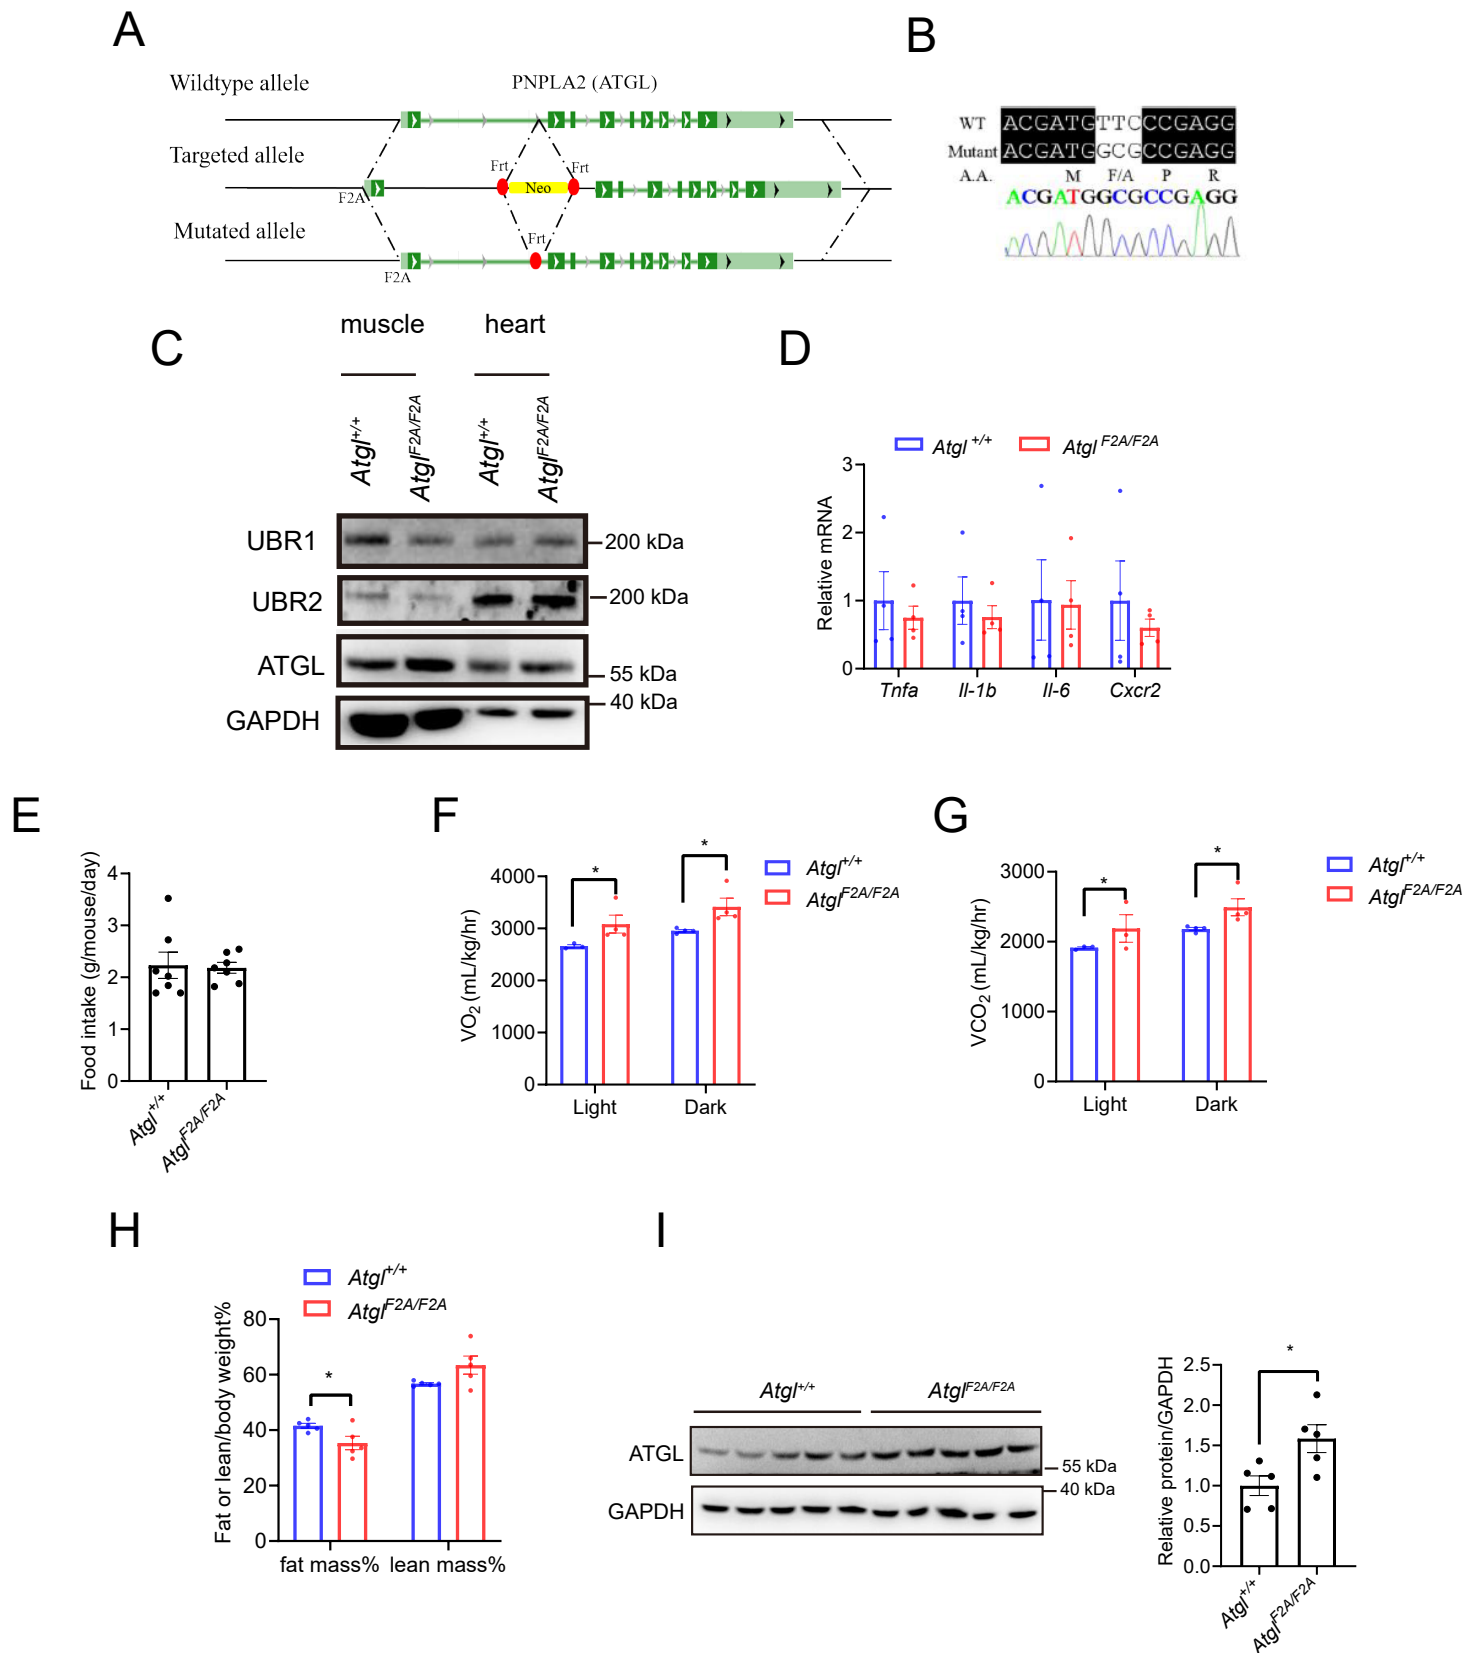 A
Wildtype allele
PNPLA2 (ATGL)
Targeted allele
Frt
Frt
Neo
F2A
Mutated allele
Frt
F2A
B
WT ACGATGTTCCCCGAGG
Mutant ACGATGGCGCCCGAGG
A.A. M F/A P R
ACGATGGCGCCGAGG
C
muscle heart
Atgl+/+
AtglF2A/F2A
Atgl+/+
AtglF2A/F2A
UBR1
200 kDa
UBR2
200 kDa
ATGL
55 kDa
40 kDa
GAPDH
D
Atgl +/+
Atgl F2A/F2A
Relative mRNA
3
2
1
0
Tnfa Il-1b Il-6 Cxcr2
E
Food intake (g/mouse/day)
4
3
2
1
0
Atgl+/+
AtglF2A/F2A
F
VO2 (mL/kg/hr)
4000
3000
2000
1000
0
*
*
Light Dark
Atgl+/+
AtglF2A/F2A
G
VCO2 (mL/kg/hr)
3000
2000
1000
0
*
*
Light Dark
Atgl+/+
AtglF2A/F2A
H
Atgl+/+
AtglF2A/F2A
Fat or lean/body weight%
80
60
40
20
0
*
fat mass% lean mass%
I
Atgl+/+
AtglF2A/F2A
ATGL
55 kDa
40 kDa
GAPDH
Relative protein/GAPDH
2.5
2.0
1.5
1.0
0.5
0.0
*
Atgl+/+
AtglF2A/F2A